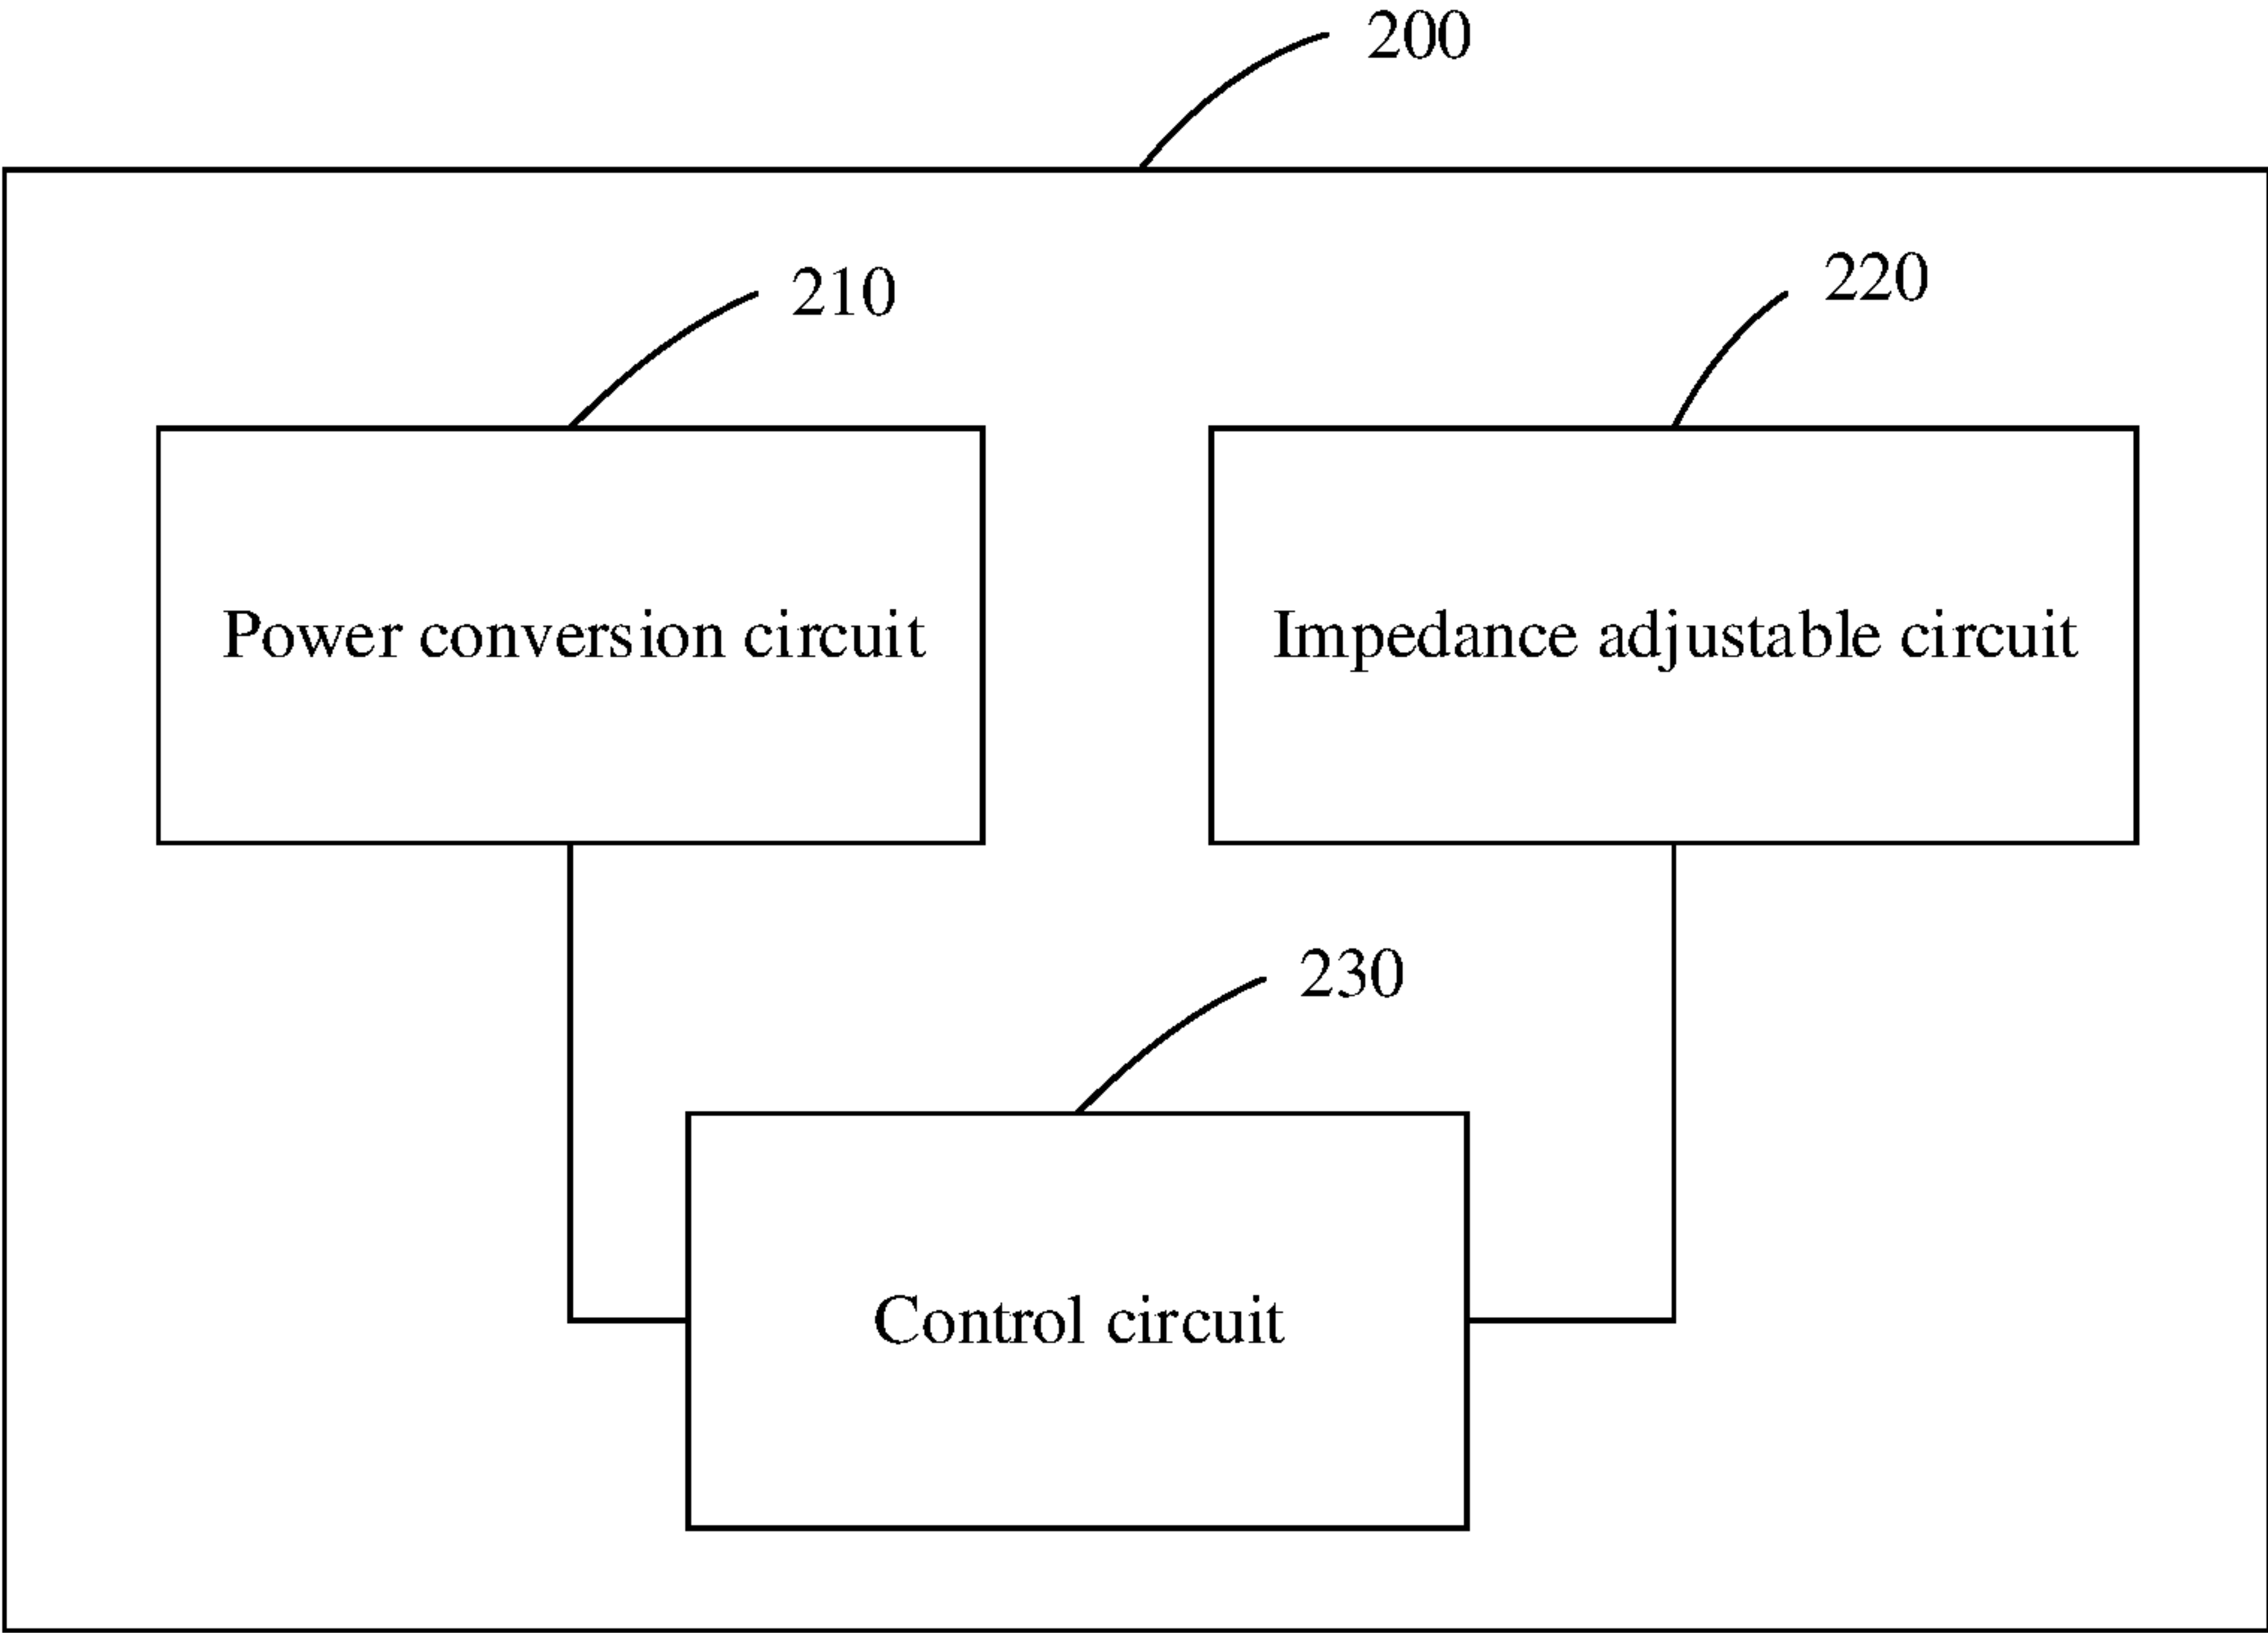 200
210
220
Power conversion circuit
Impedance adjustable circuit
230
Control circuit